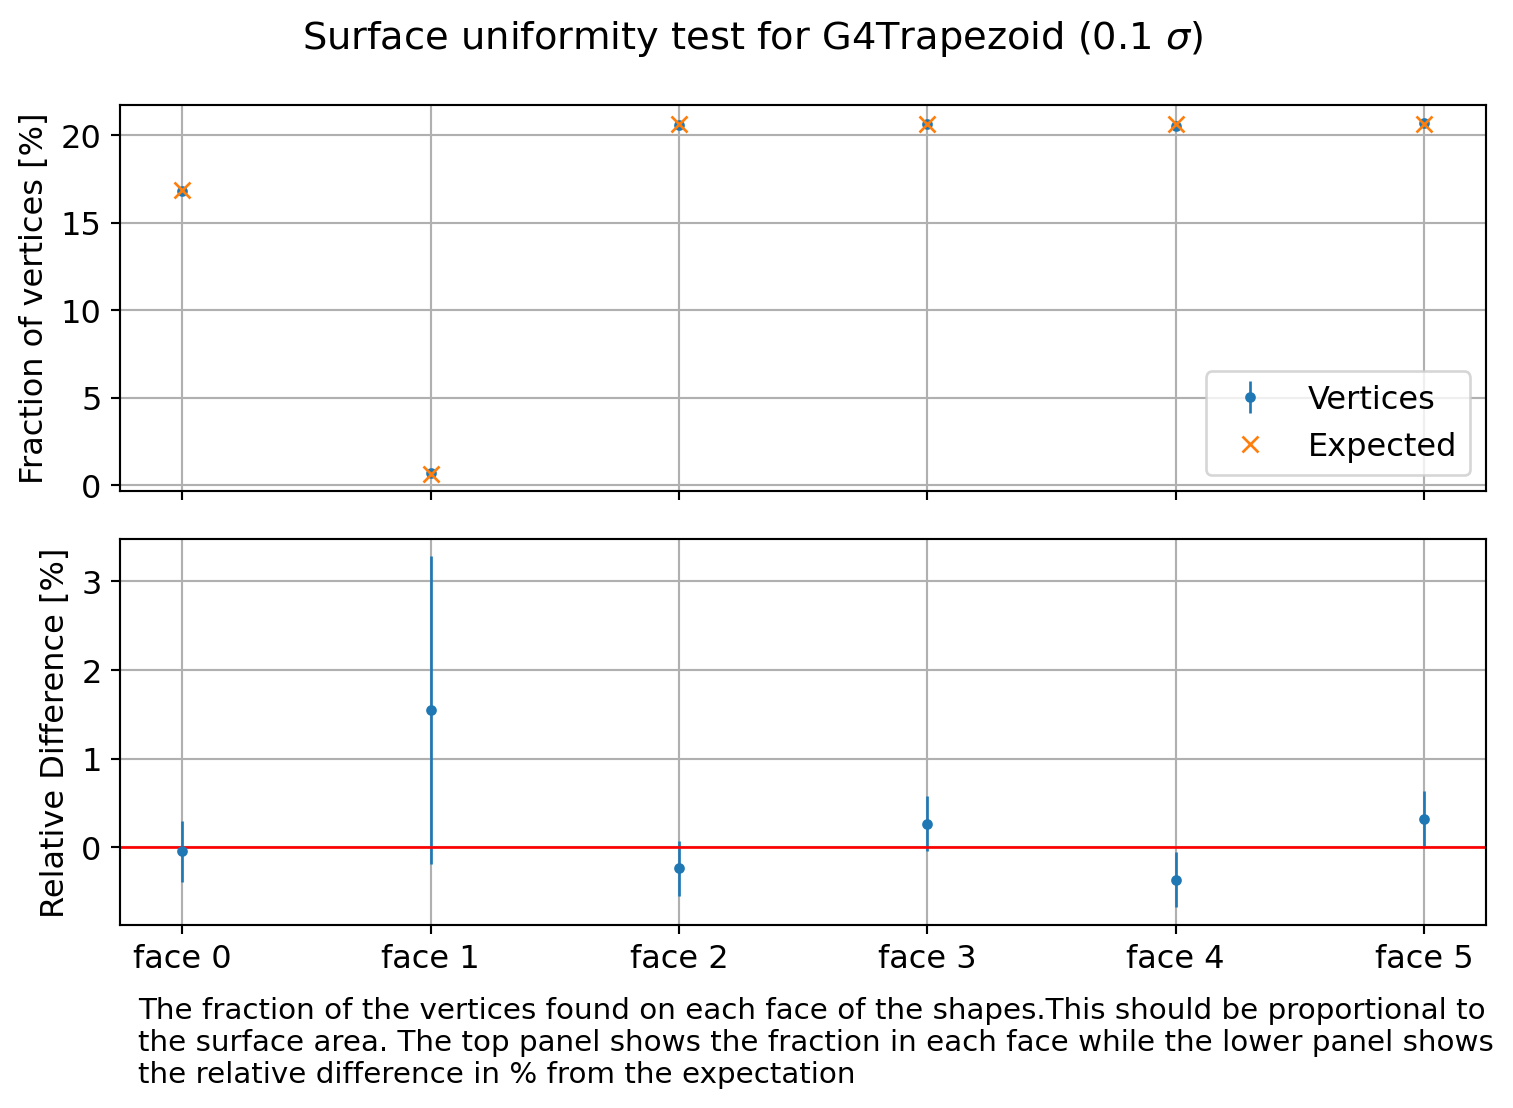 Surface uniformity test for G4Trapezoid (0.1 σ)
Fraction of vertices [%]
20
15
10
5
0
Vertices
Expected
Relative Difference [%]
3
2
1
0
face 0
face 1
face 2
face 3
face 4
face 5
The fraction of the vertices found on each face of the shapes.This should be proportional to
the surface area. The top panel shows the fraction in each face while the lower panel shows
the relative difference in % from the expectation